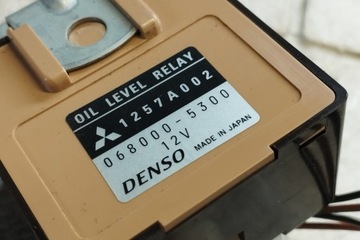 OIL LEVEL RELAY
1257A002
068000-5300
12V
MADE IN JAPAN
DENSO